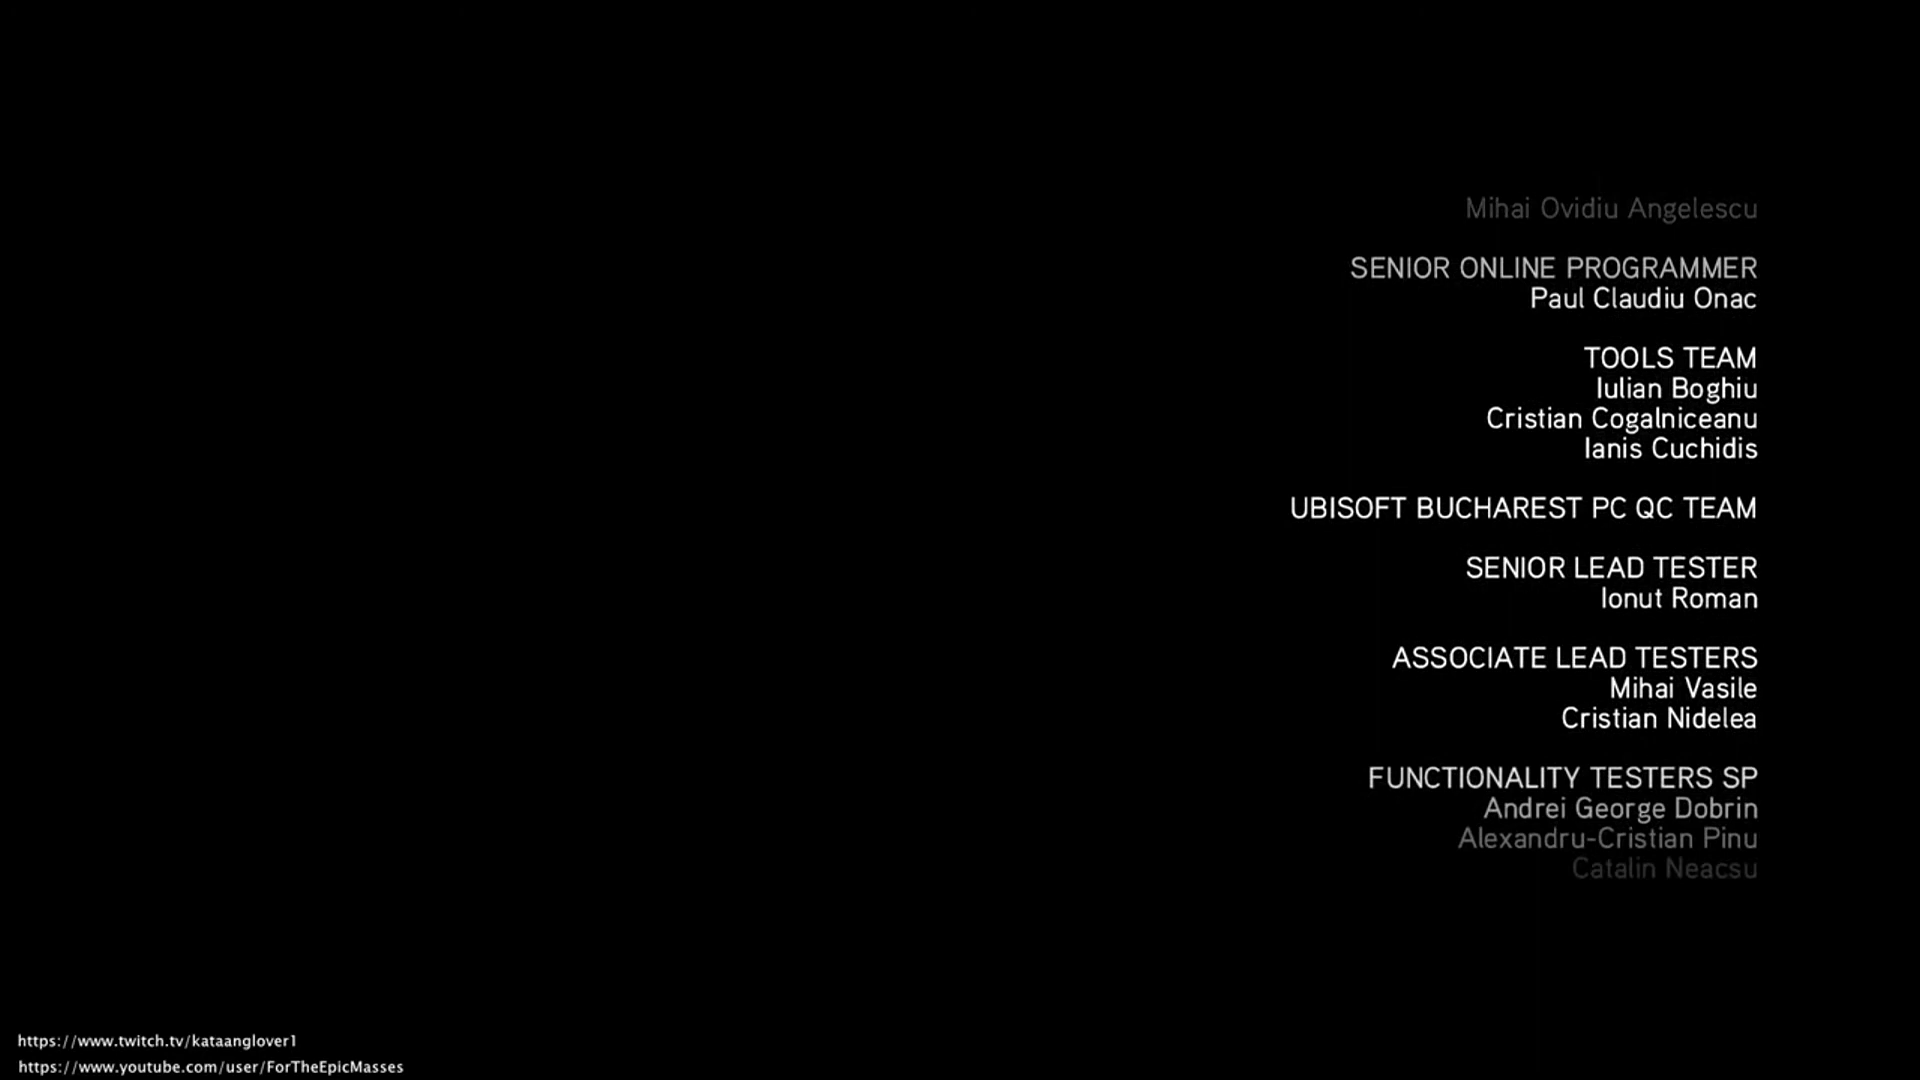 Mihai Ovidiu Angelescu
SENIOR ONLINE PROGRAMMER
Paul Claudiu Onac
TOOLS TEAM
Iulian Boghiu
Cristian Cogalniceanu
Ianis Cuchidis
UBISOFT BUCHAREST PC QC TEAM
SENIOR LEAD TESTER
Ionut Roman
ASSOCIATE LEAD TESTERS
Mihai Vasile
Cristian Nidelea
FUNCTIONALITY TESTERS SP
Andrei George Dobrin
Alexandru-Cristian Pinu
Catalin Neacsu
https://www.twitch.tv/kataanglover1
https://www.youtube.com/user/ForTheEpicMasses